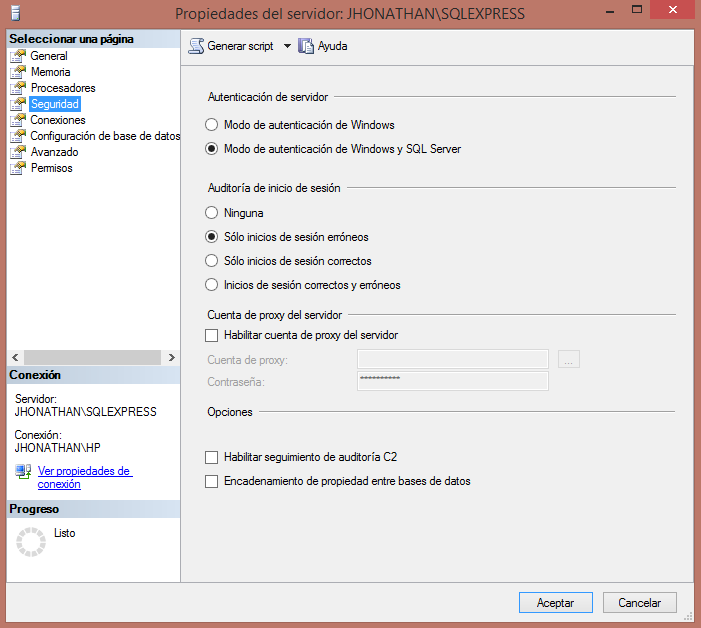 Propiedades del servidor: JHONATHAN\SQLEXPRESS
Seleccionar una página
General
Memoria
Procesadores
Seguridad
Conexiones
Configuración de base de datos
Avanzado
Permisos
Conexión
Servidor:
JHONATHAN\SQLEXPRESS
Conexión:
JHONATHAN\HP
Ver propiedades de
conexión
Progreso
Listo
Generar script
Ayuda
Autenticación de servidor
Modo de autenticación de Windows
Modo de autenticación de Windows y SQL Server
Auditoría de inicio de sesión
Ninguna
Sólo inicios de sesión erróneos
Sólo inicios de sesión correctos
Inicios de sesión correctos y erróneos
Cuenta de proxy del servidor
Habilitar cuenta de proxy del servidor
Cuenta de proxy:
...
Contraseña:
**********
Opciones
Habilitar seguimiento de auditoría C2
Encadenamiento de propiedad entre bases de datos
Aceptar
Cancelar